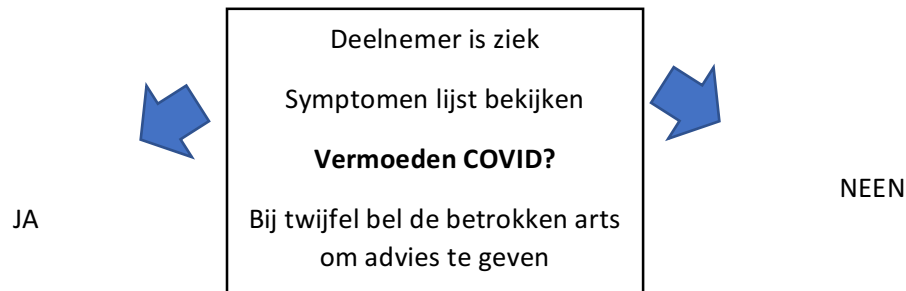 Deelnemer is ziek
Symptomen lijst bekijken
Vermoeden COVID?
NEEN
JA
Bij twijfel bel de betrokken arts
om advies te geven